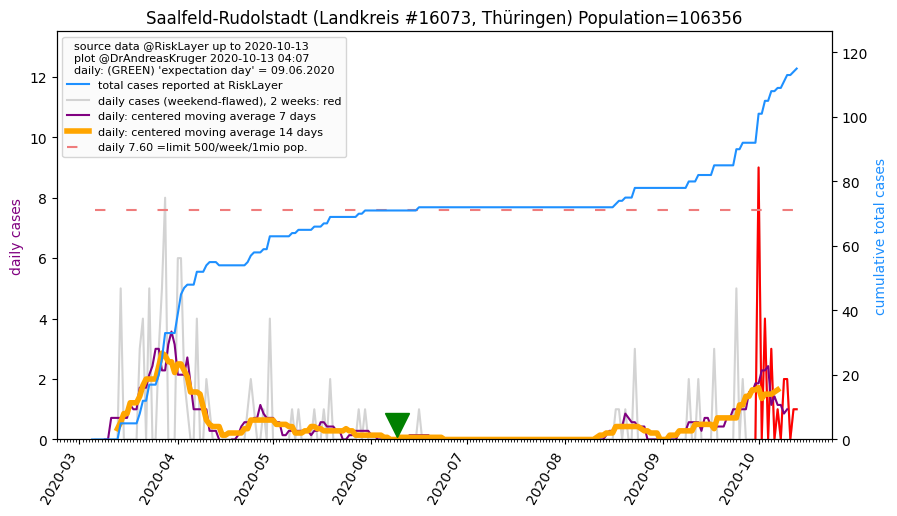 Saalfeld-Rudolstadt (Landkreis #16073, Thüringen) Population=106356
source data @RiskLayer up to 2020-10-13
plot @DrAndreasKruger 2020-10-13 04:07
daily: (GREEN) 'expectation day' = 09.06.2020
total cases reported at RiskLayer
daily cases (weekend-flawed), 2 weeks: red
daily: centered moving average 7 days
daily: centered moving average 14 days
daily 7.60 =limit 500/week/1mio pop.
daily cases
12
10
8
6
4
2
0
120
100
80
60
40
20
0
cumulative total cases
2020-03
2020-04
2020-05
2020-06
2020-07
2020-08
2020-09
2020-10